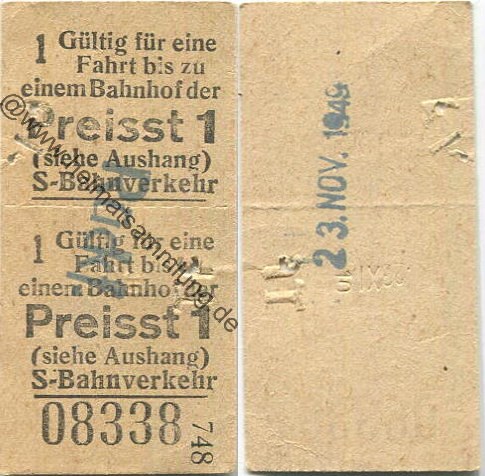 1 Gültig für eine
Fahrt bis zu
einem Bahnhof der
Preisst 1
(siehe Aushang)
S-Bahnverkehr
1 Gültig für eine
Fahrt bis zu
einem Bahnhof der
Preisst 1
(siehe Aushang)
S-Bahnverkehr
08338
748
@www.heimatsammlung.de
23. NOV. 1949